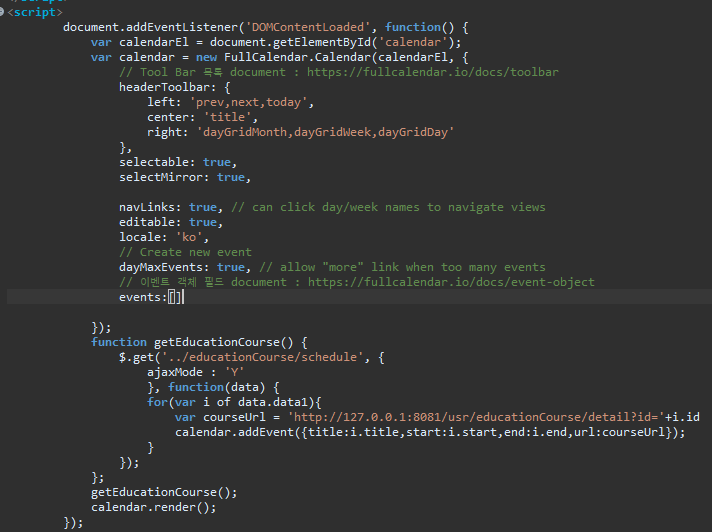 <script>
document.addEventListener('DOMContentLoaded', function() {
var calendarEl = document.getElementById('calendar');
var calendar = new FullCalendar.Calendar(calendarEl, {
// Tool Bar 목록 document : https://fullcalendar.io/docs/toolbar
headerToolbar: {
left: 'prev,next,today',
center: 'title',
right: 'dayGridMonth,dayGridWeek,dayGridDay'
},
selectable: true,
selectMirror: true,
navLinks: true, // can click day/week names to navigate views
editable: true,
locale: 'ko',
// Create new event
dayMaxEvents: true, // allow "more" link when too many events
// 이벤트 객체 필드 document : https://fullcalendar.io/docs/event-object
events:[]
});
function getEducationCourse() {
$.get('../educationCourse/schedule', {
ajaxMode : 'Y'
}, function(data) {
for(var i of data.data1){
var courseUrl = 'http://127.0.0.1:8081/usr/educationCourse/detail?id='+i.id
calendar.addEvent({title:i.title,start:i.start,end:i.end,url:courseUrl});
}
});
};
getEducationCourse();
calendar.render();
});